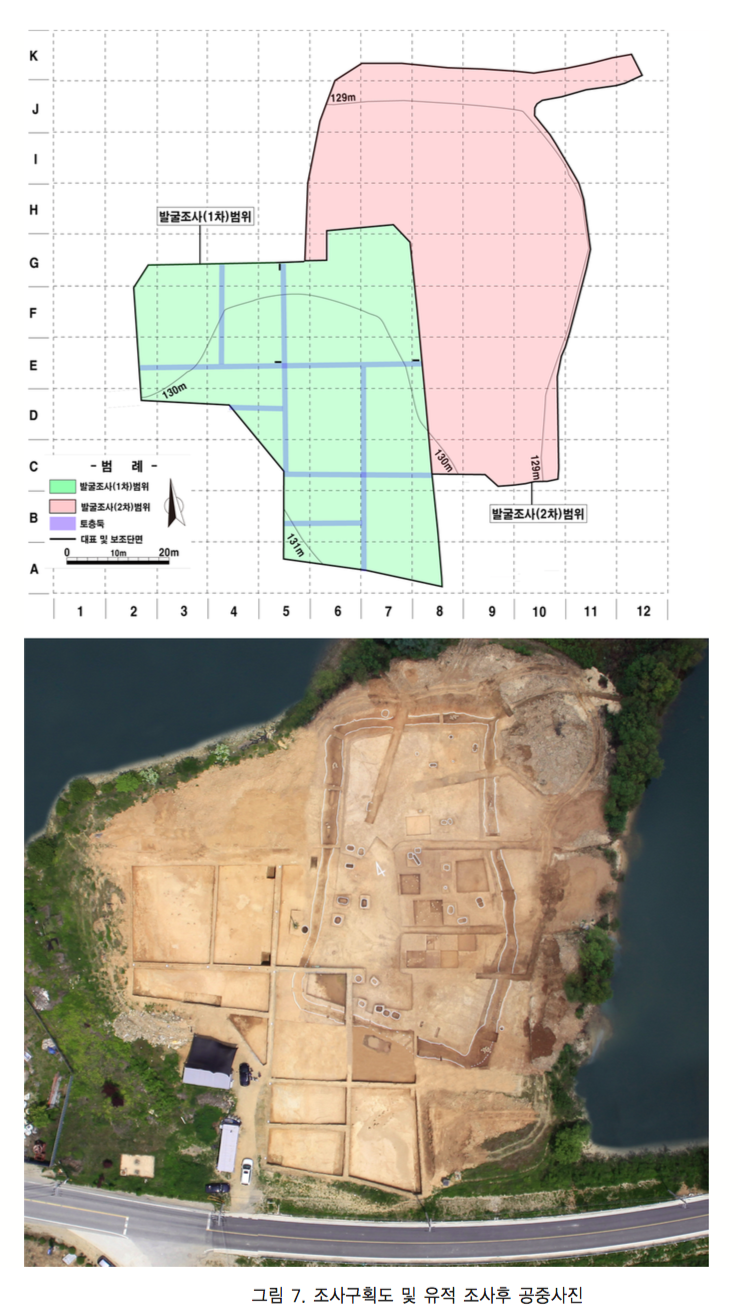 K
J
129m
I
H
발굴조사(1차)범위
G
F
E
130m
D
C
130m
129m
- 범 례 -
발굴조사(1차)범위
발굴조사(2차)범위
발굴조사(2차)범위
토층둑
B
대표 및 보조단면
131m
0 10m 20m
A
1 2 3 4 5 6 7 8 9 10 11 12
그림 7. 조사구획도 및 유적 조사후 공중사진